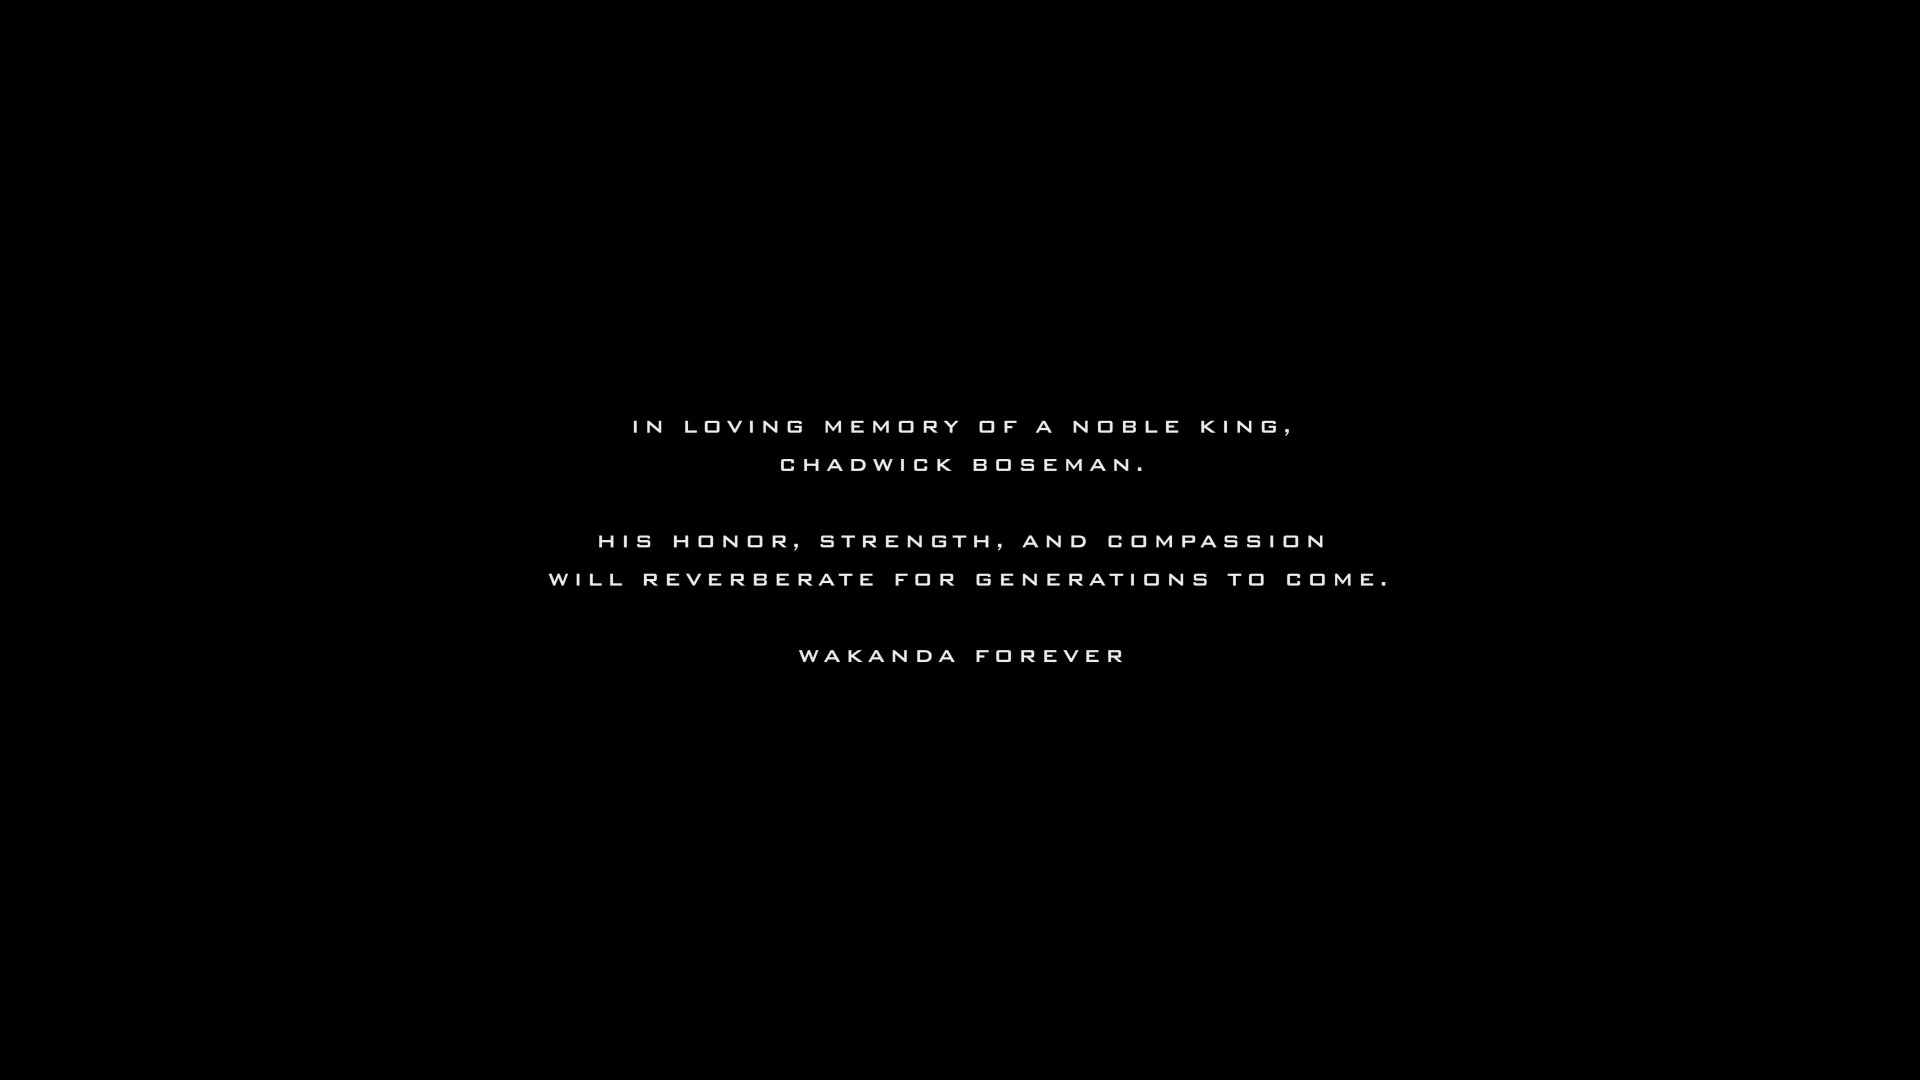 IN LOVING MEMORY OF A NOBLE KING,
CHADWICK BOSEMAN.
HIS HONOR, STRENGTH, AND COMPASSION
WILL REVERBERATE FOR GENERATIONS TO COME.
WAKANDA FOREVER